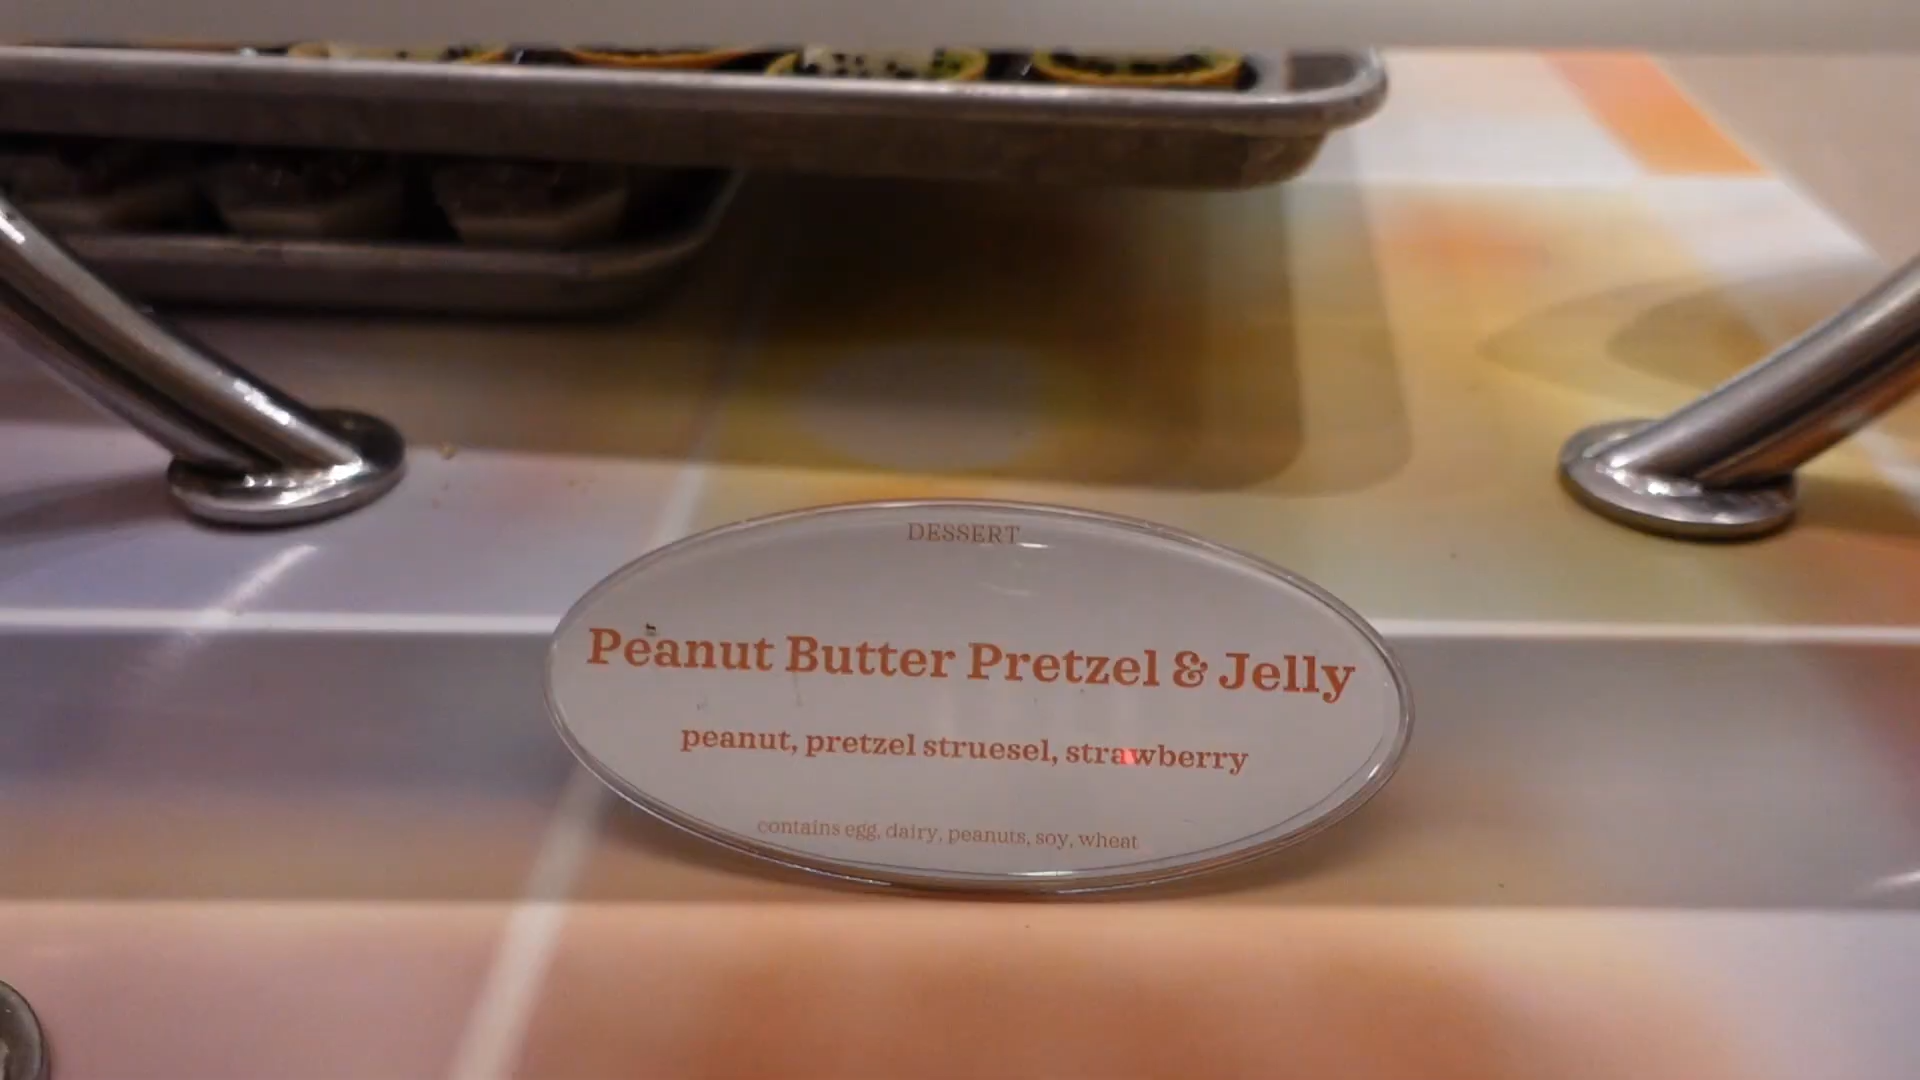 DESSERT
Peanut Butter Pretzel & Jelly
peanut, pretzel struesel, strawberry
contains egg, dairy, peanuts, soy, wheat